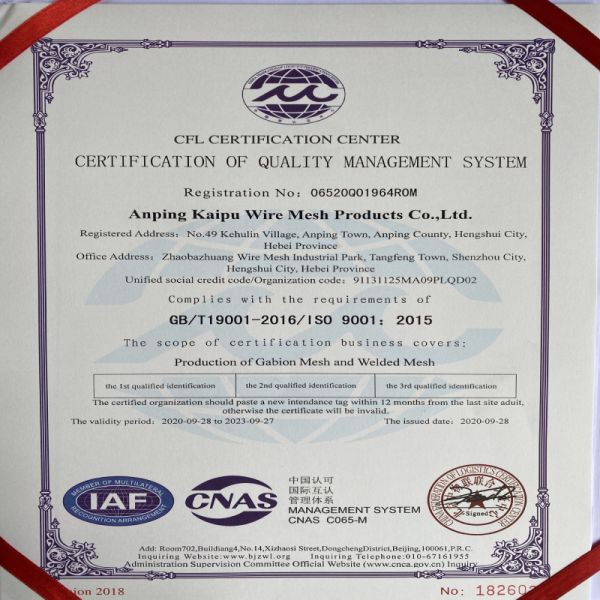 CFL CERTIFICATION CENTER
CERTIFICATION OF QUALITY MANAGEMENT SYSTEM
Registration No: 06520Q01964ROM
Anping Kaipu Wire Mesh Products Co.,Ltd.
Registered Address: No.49 Kehulin Village, Anping Town, Anping County, Hengshui City,
Hebei Province
Office Address: Zhaobazhuang Wire Mesh Industrial Park, Tangfeng Town, Shenzhou City,
Hengshui City, Hebei Province
Unified social credit code/Organization code: 91131125MA09PLQD02
Complies with the requirements of
GB/T19001-2016/ISO 9001: 2015
The scope of certification business covers:
Production of Gabion Mesh and Welded Mesh
the 1st qualified identification the 2nd qualified identification the 3rd qualified identification
The certified organization should paste a new intendance tag within 12 months from the last site aduit,
otherwise the certificate will be invalid.
The validity period: 2020-09-28 to 2023-09-27 The issued date: 2020-09-28
MEMBER OF MULTILATERAL
IAF
RECOGNITION ARRANGEMENT
CNAS
中国认可
国际互认
管理体系
MANAGEMENT SYSTEM
CNAS C065-M
Signed
Add: Room702,Buildiang4,No.14,Xizhaosi Street,DongchengDistrict,Beijing,100061,P.R.C.
Inquiring Website:www.bjzwl.org Inquiring Telephone:010-67161955
Administration Supervision Committee Official Website (www.cnca.gov.cn) Inquiry
2018 No: 18260